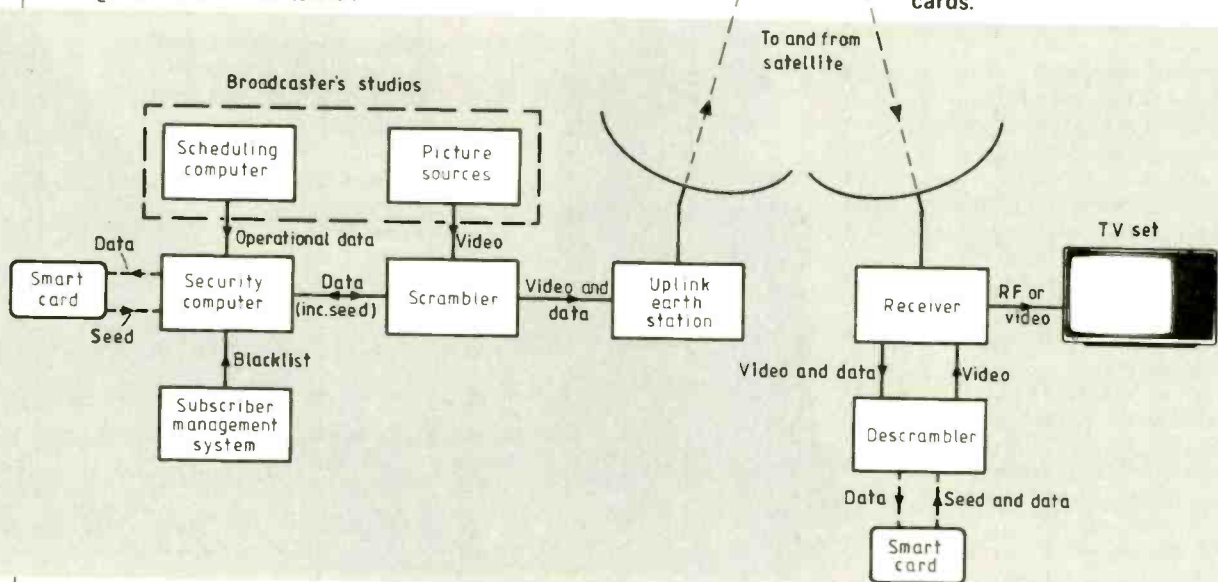 cards.
To and from
satellite
Broadcaster's studios
Scheduling
computer
Picture
sources
Operational data
Video
TV set
Data
Smart
card
Seed
Security
computer
Data
(inc.seed)
Scrambler
Video and
data
Uplink
earth
station
Receiver
RF or
video
Blacklist
Subscriber
management
system
Video and data
Video
Descrambler
Data
Seed and data
Smart
card